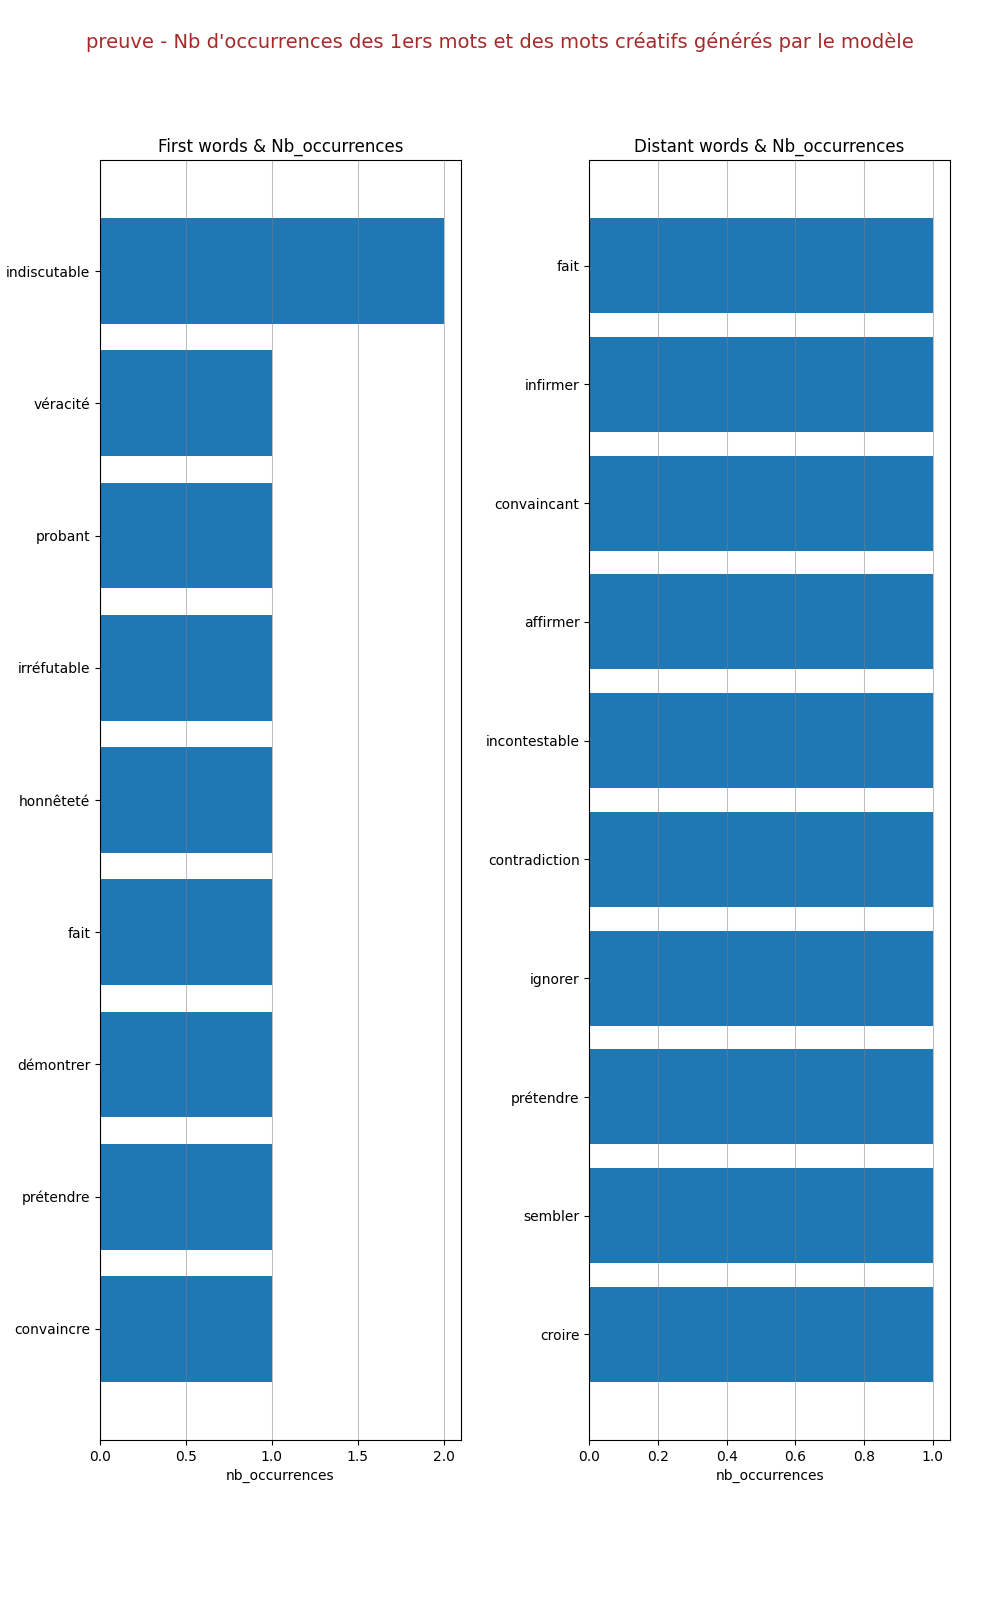 preuve - Nb d'occurrences des 1ers mots et des mots créatifs générés par le modèle
First words & Nb_occurrences
indiscutable
véracité
probant
irréfutable
honnêteté
fait
démontrer
prétendre
convaincre
0.0 0.5 1.0 1.5 2.0
nb_occurrences
Distant words & Nb_occurrences
fait
infirmer
convaincant
affirmer
incontestable
contradiction
ignorer
prétendre
sembler
croire
0.0 0.2 0.4 0.6 0.8 1.0
nb_occurrences